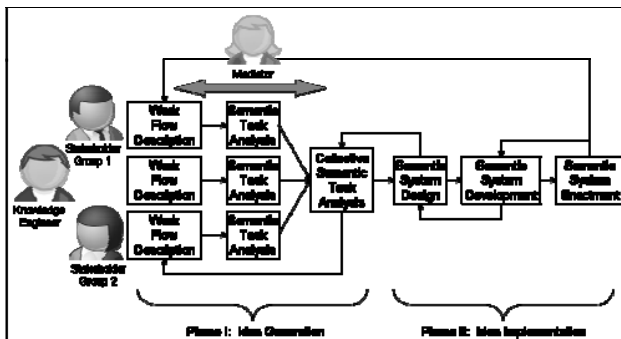 Mediator
Work
Flow
Description
Semantic
Task
Analysis
Stakeholder
Group 1
Work
Flow
Description
Semantic
Task
Analysis
Collective
Semantic
Task
Analysis
Semantic
System
Design
Semantic
System
Development
Semantic
System
Enactment
Knowledge
Engineer
Work
Flow
Description
Semantic
Task
Analysis
Stakeholder
Group 2
Phase I: Idea Generation
Phase II: Idea Implementation